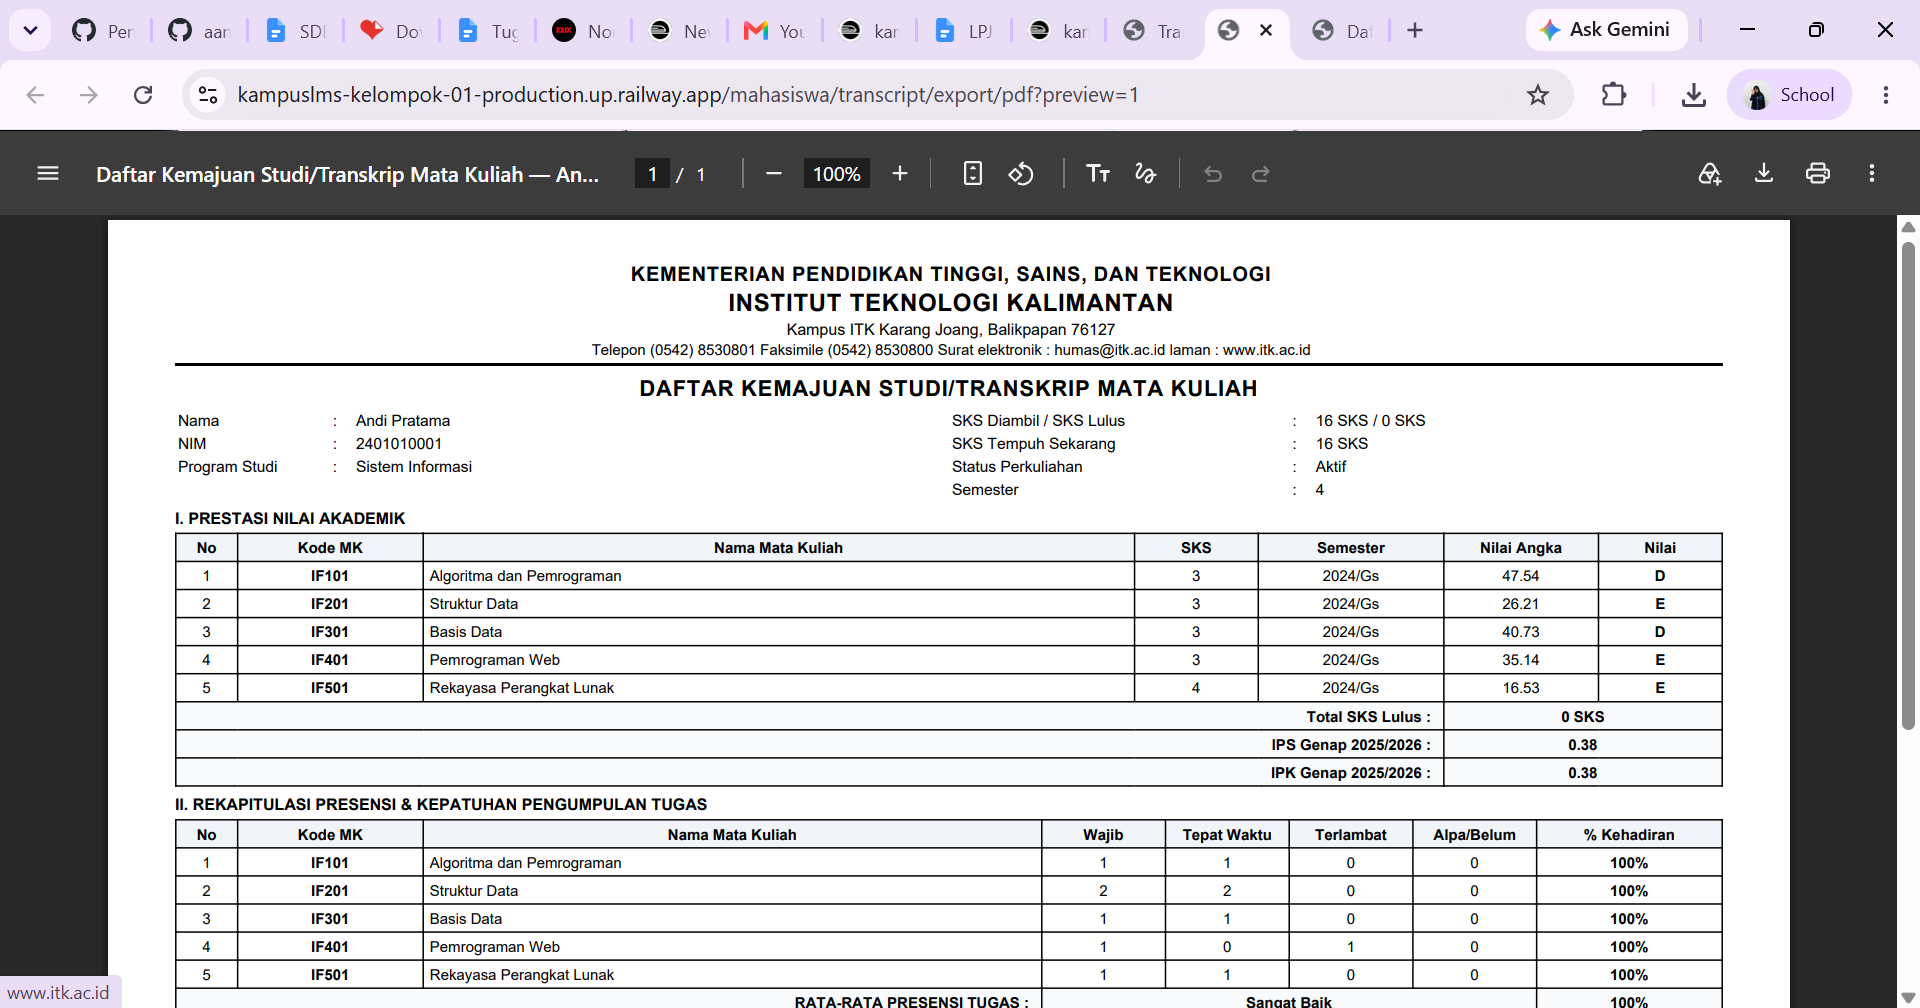 Per
aar
SDI
Do
Tug
No
Ne
You
kar
LPJ
kar
Tra
Da
Ask Gemini
kampuslms-kelompok-01-production.up.railway.app/mahasiswa/transcript/export/pdf?preview=1
School
Daftar Kemajuan Studi/Transkrip Mata Kuliah — An...
1 / 1
100%
KEMENTERIAN PENDIDIKAN TINGGI, SAINS, DAN TEKNOLOGI
INSTITUT TEKNOLOGI KALIMANTAN
Kampus ITK Karang Joang, Balikpapan 76127
Telepon (0542) 8530801 Faksimile (0542) 8530800 Surat elektronik : humas@itk.ac.id laman : www.itk.ac.id
DAFTAR KEMAJUAN STUDI/TRANSKRIP MATA KULIAH
Nama : Andi Pratama SKS Diambil / SKS Lulus : 16 SKS / 0 SKS
NIM : 2401010001 SKS Tempuh Sekarang : 16 SKS
Program Studi : Sistem Informasi Status Perkuliahan : Aktif
Semester : 4
I. PRESTASI NILAI AKADEMIK
No Kode MK Nama Mata Kuliah SKS Semester Nilai Angka Nilai
1 IF101 Algoritma dan Pemrograman 3 2024/Gs 47.54 D
2 IF201 Struktur Data 3 2024/Gs 26.21 E
3 IF301 Basis Data 3 2024/Gs 40.73 D
4 IF401 Pemrograman Web 3 2024/Gs 35.14 E
5 IF501 Rekayasa Perangkat Lunak 4 2024/Gs 16.53 E
Total SKS Lulus : 0 SKS
IPS Genap 2025/2026 : 0.38
IPK Genap 2025/2026 : 0.38
II. REKAPITULASI PRESENSI & KEPATUHAN PENGUMPULAN TUGAS
No Kode MK Nama Mata Kuliah Wajib Tepat Waktu Terlambat Alpa/Belum % Kehadiran
1 IF101 Algoritma dan Pemrograman 1 1 0 0 100%
2 IF201 Struktur Data 2 2 0 0 100%
3 IF301 Basis Data 1 1 0 0 100%
4 IF401 Pemrograman Web 1 0 1 0 100%
5 IF501 Rekayasa Perangkat Lunak 1 1 0 0 100%
RATA-RATA PRESENSI TUGAS : Sangat Baik 100%
www.itk.ac.id